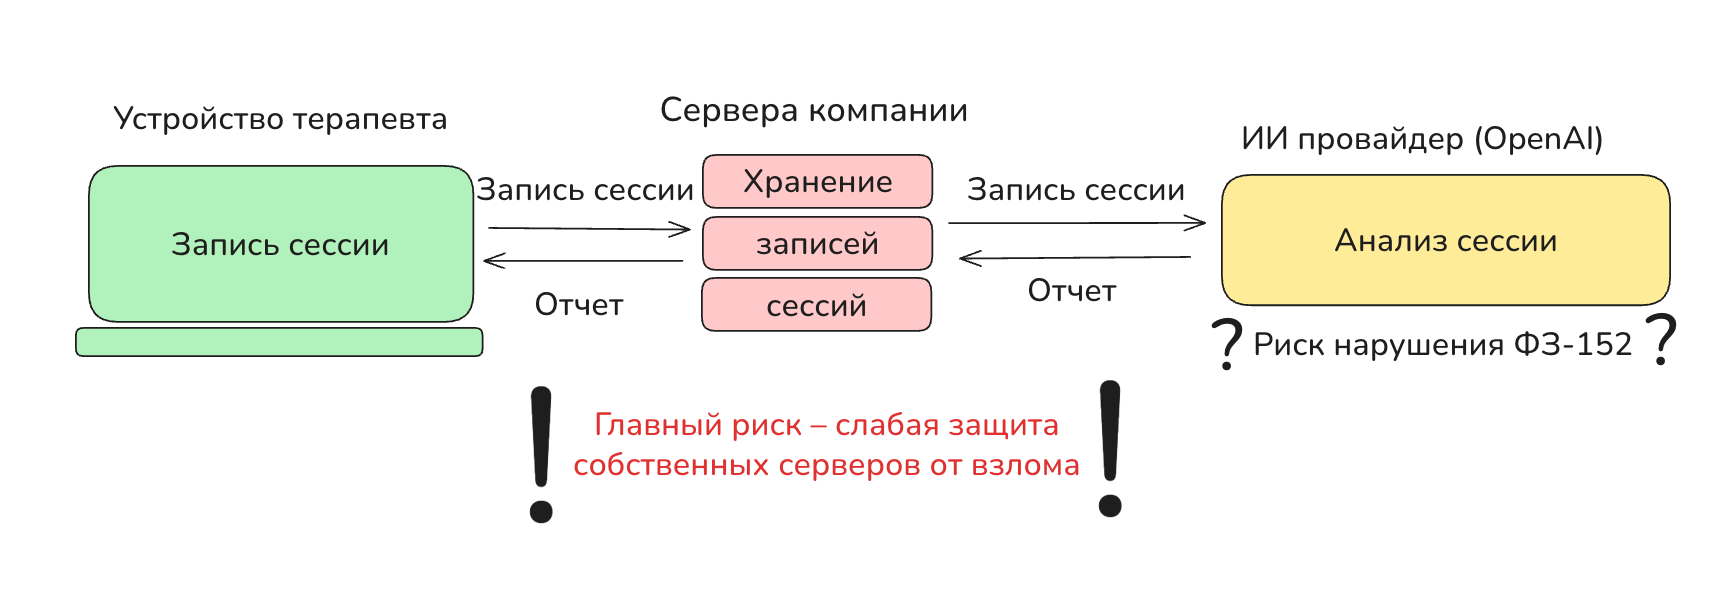 Устройство терапевта
Сервера компании
ИИ провайдер (OpenAI)
Запись сессии
Запись сессии
Отчет
Хранение
записей
сессий
Запись сессии
Отчет
Анализ сессии
? Риск нарушения ФЗ-152 ?
! Главный риск – слабая защита
собственных серверов от взлома !